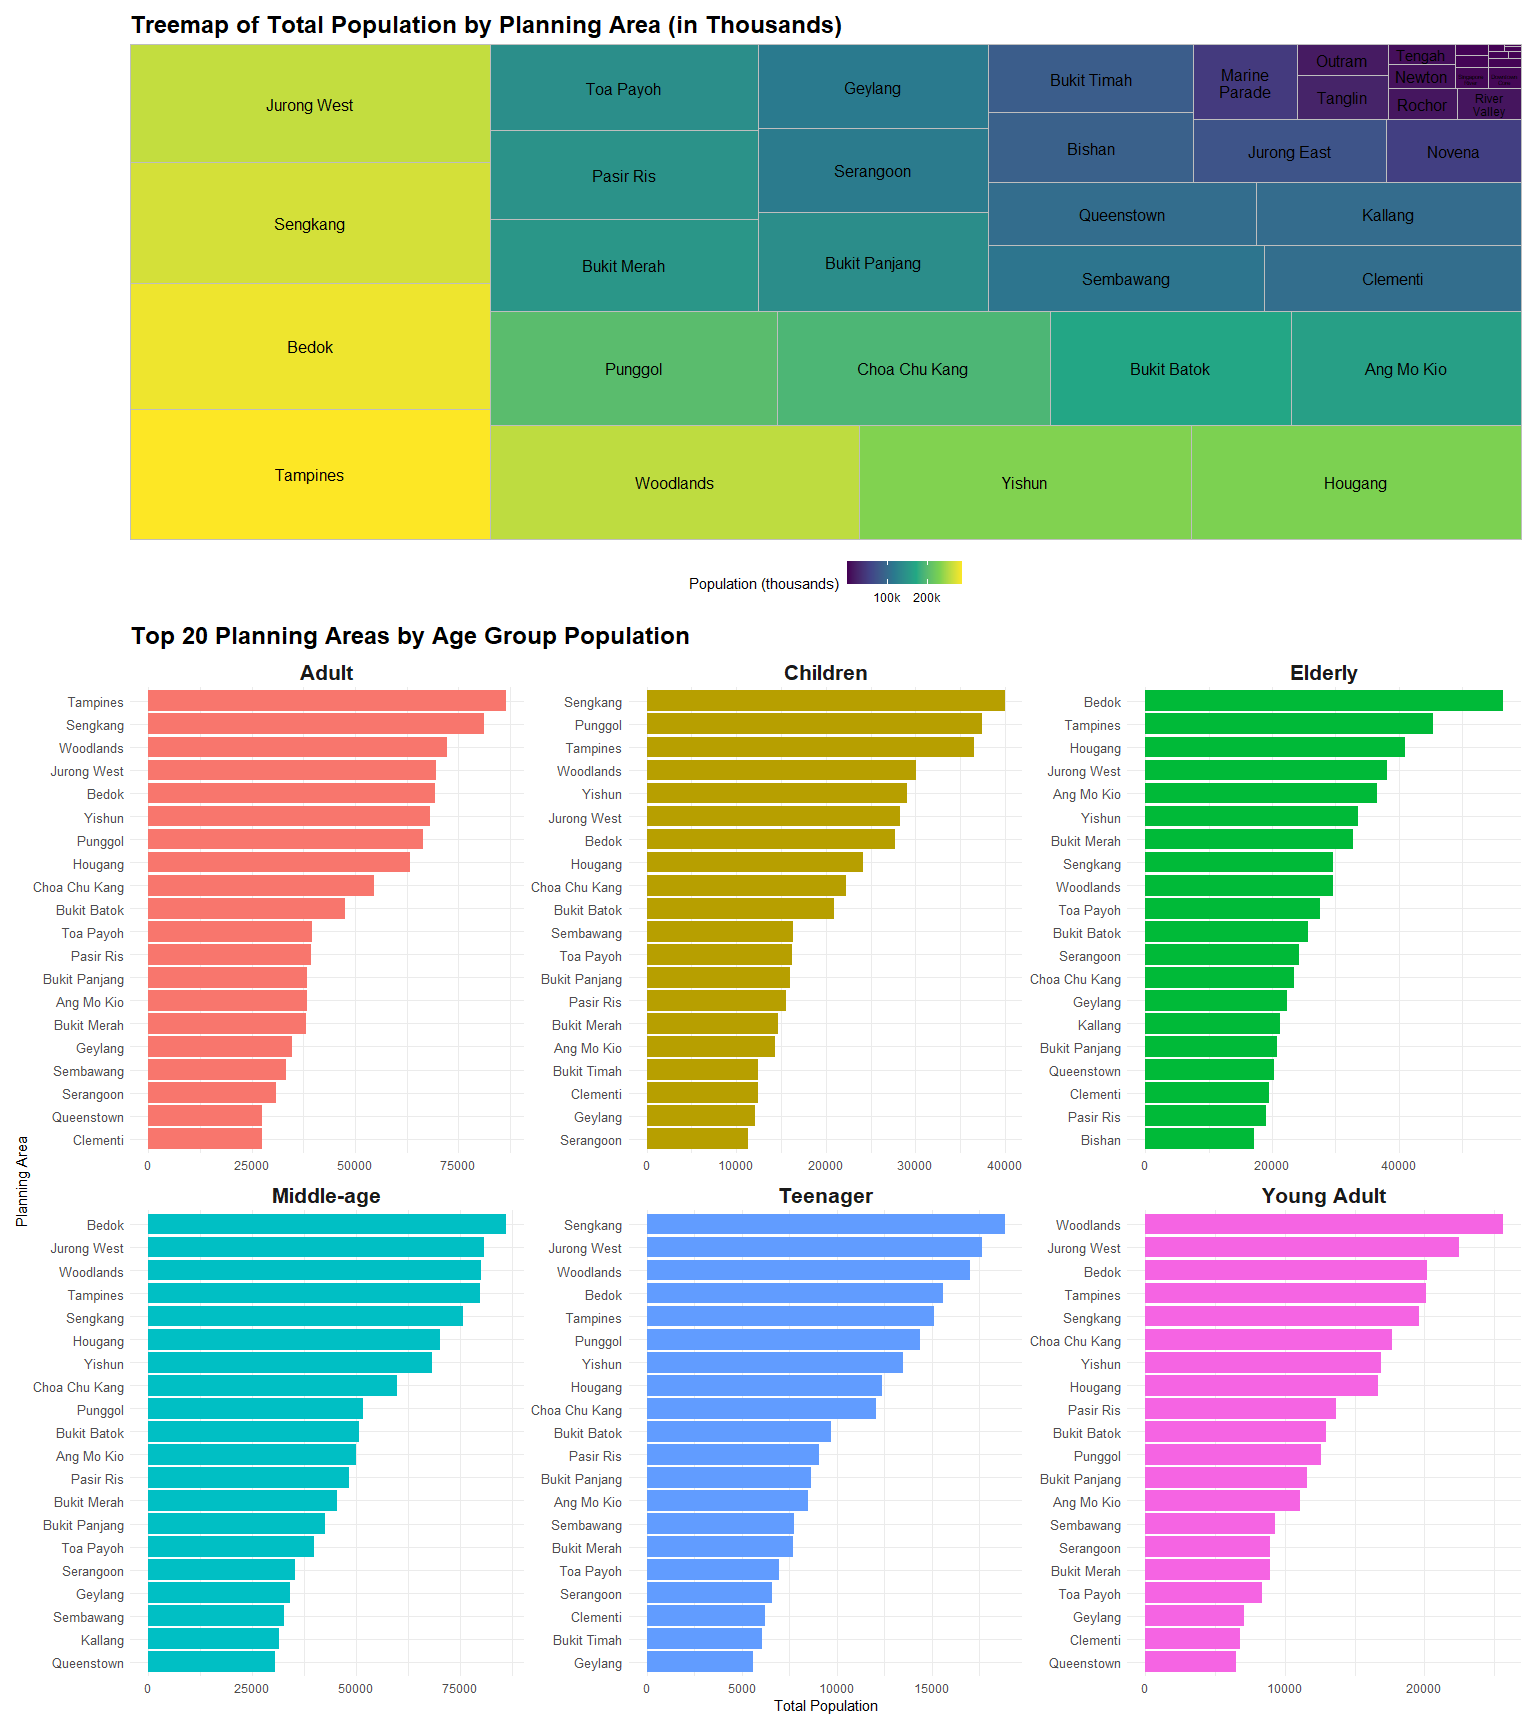 Treemap of Total Population by Planning Area (in Thousands)
Jurong West
Sengkang
Bedok
Tampines
Toa Payoh
Pasir Ris
Bukit Merah
Geylang
Serangoon
Bukit Panjang
Bukit Timah
Bishan
Marine
Parade
Outram
Tanglin
Tengah
Newton
Rochor
River
Valley
Jurong East
Novena
Queenstown
Kallang
Sembawang
Clementi
Punggol
Choa Chu Kang
Bukit Batok
Ang Mo Kio
Woodlands
Yishun
Hougang
Population (thousands)
100k 200k
Top 20 Planning Areas by Age Group Population
Planning Area
Adult
Tampines
Sengkang
Woodlands
Jurong West
Bedok
Yishun
Punggol
Hougang
Choa Chu Kang
Bukit Batok
Toa Payoh
Pasir Ris
Bukit Panjang
Ang Mo Kio
Bukit Merah
Geylang
Sembawang
Serangoon
Queenstown
Clementi
0 25000 50000 75000
Children
Sengkang
Punggol
Tampines
Woodlands
Yishun
Jurong West
Bedok
Hougang
Choa Chu Kang
Bukit Batok
Sembawang
Toa Payoh
Bukit Panjang
Pasir Ris
Bukit Merah
Ang Mo Kio
Bukit Timah
Clementi
Geylang
Serangoon
0 10000 20000 30000 40000
Elderly
Bedok
Tampines
Hougang
Jurong West
Ang Mo Kio
Yishun
Bukit Merah
Sengkang
Woodlands
Toa Payoh
Bukit Batok
Serangoon
Choa Chu Kang
Geylang
Kallang
Bukit Panjang
Queenstown
Clementi
Pasir Ris
Bishan
0 20000 40000
Middle-age
Bedok
Jurong West
Woodlands
Tampines
Sengkang
Hougang
Yishun
Choa Chu Kang
Punggol
Bukit Batok
Ang Mo Kio
Pasir Ris
Bukit Merah
Bukit Panjang
Toa Payoh
Serangoon
Geylang
Sembawang
Kallang
Queenstown
0 25000 50000 75000
Teenager
Sengkang
Jurong West
Woodlands
Bedok
Tampines
Punggol
Yishun
Hougang
Choa Chu Kang
Bukit Batok
Pasir Ris
Bukit Panjang
Ang Mo Kio
Sembawang
Bukit Merah
Toa Payoh
Serangoon
Clementi
Bukit Timah
Geylang
0 5000 10000 15000
Young Adult
Woodlands
Jurong West
Bedok
Tampines
Sengkang
Choa Chu Kang
Yishun
Hougang
Pasir Ris
Bukit Batok
Punggol
Bukit Panjang
Ang Mo Kio
Sembawang
Serangoon
Bukit Merah
Toa Payoh
Geylang
Clementi
Queenstown
0 10000 20000
Total Population